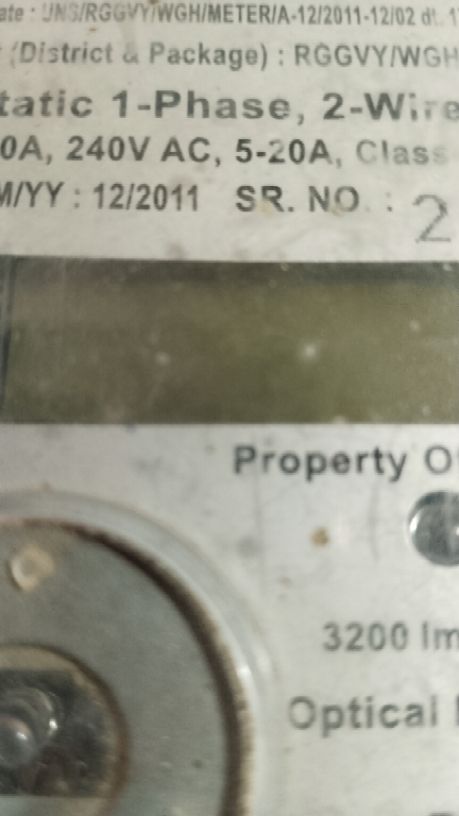 ate : UNS/RGGVY/WGH/METER/A-12/2011-12/02 dt. 1
(District & Package) : RGGVY/WGH
tatic 1-Phase, 2-Wire
0A, 240V AC, 5-20A, Class
M/YY : 12/2011 SR. NO. : 2
Property O
3200 Im
Optical